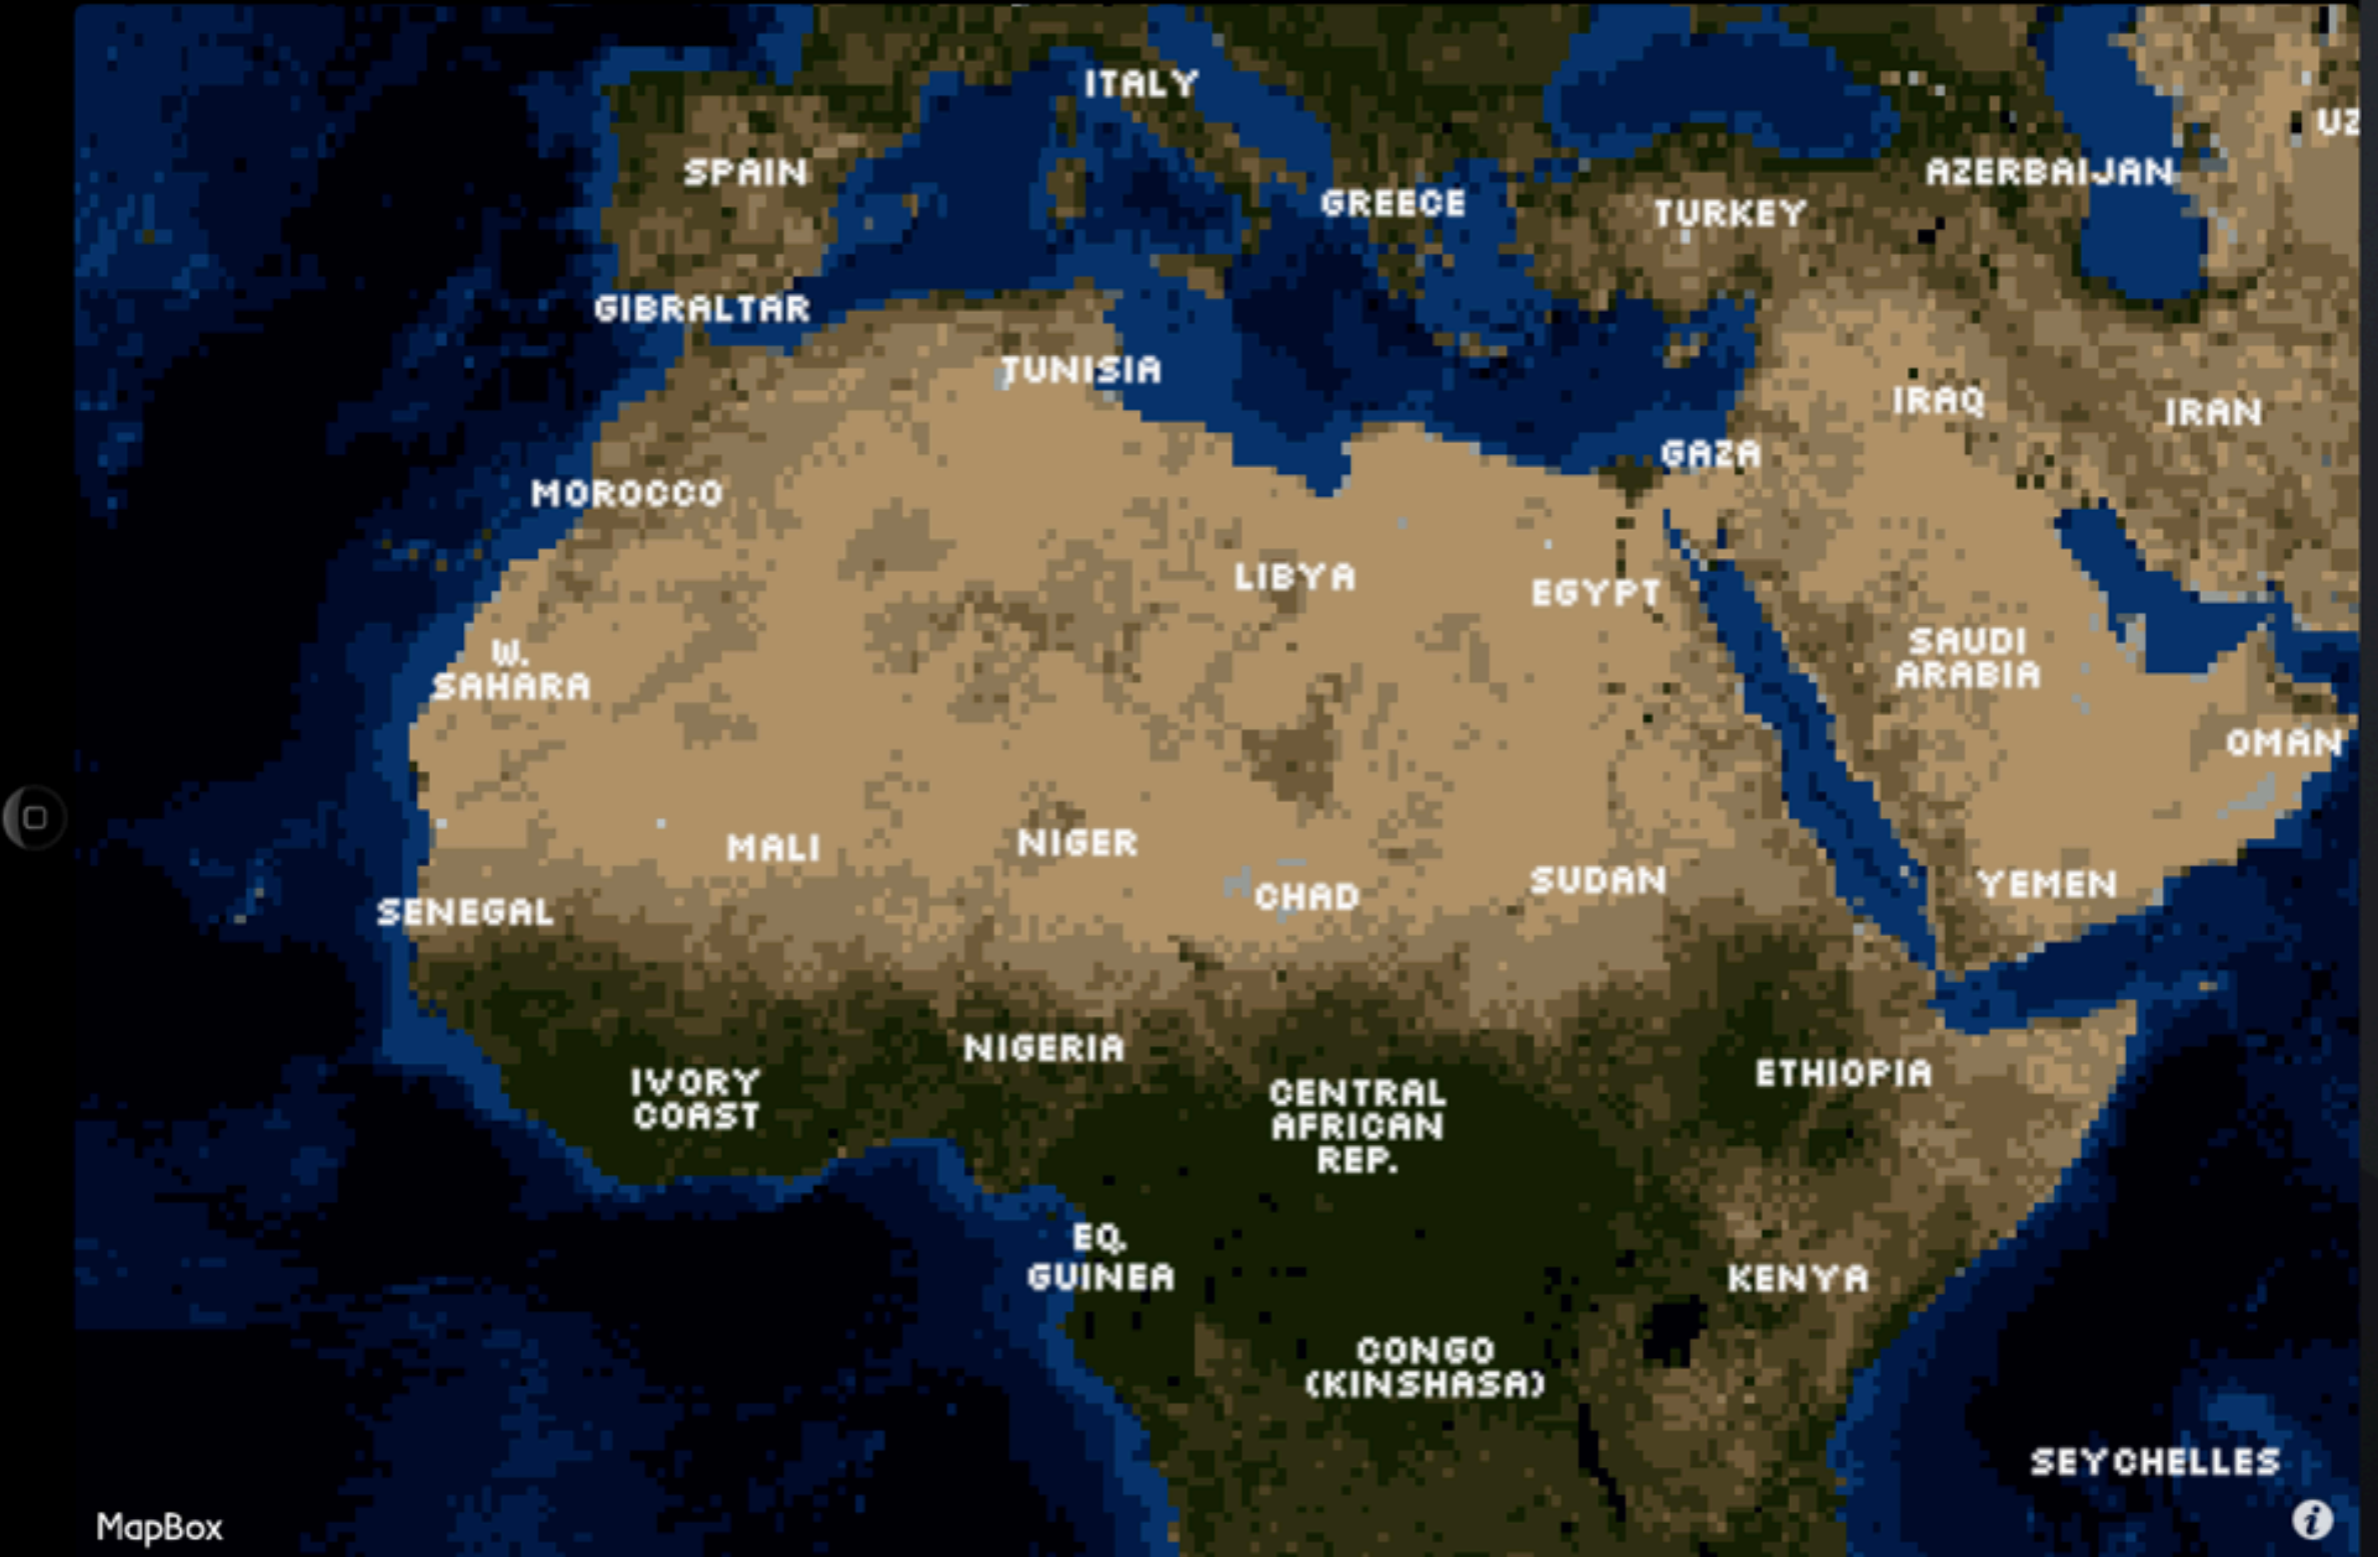 ITALY
UZ
SPAIN
AZERBAIJAN
GREECE
TURKEY
GIBRALTAR
TUNISIA
IRAQ
IRAN
GAZA
MOROCCO
LIBYA
EGYPT
W.
SAHARA
SAUDI
ARABIA
OMAN
MALI
NIGER
CHAD
SUDAN
YEMEN
SENEGAL
NIGERIA
IVORY
COAST
CENTRAL
AFRICAN
REP.
ETHIOPIA
EQ.
GUINEA
KENYA
CONGO
(KINSHASA)
SEYCHELLES
MapBox
i